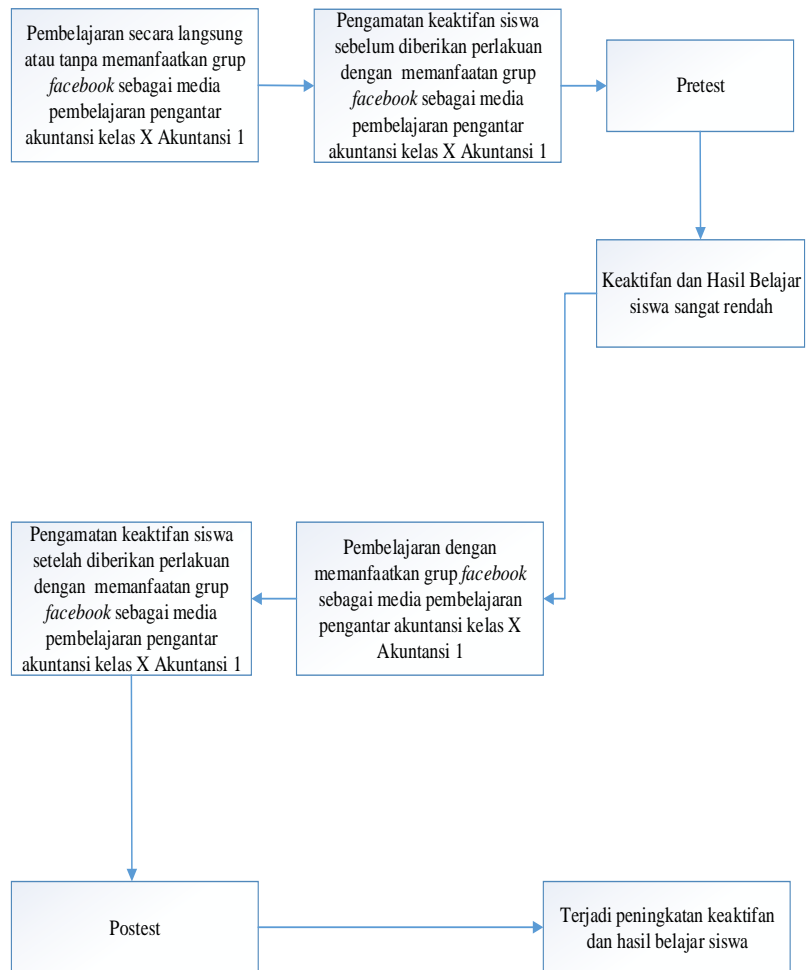 Pembelajaran secara langsung
atau tanpa memanfaatkan grup
facebook sebagai media
pembelajaran pengantar
akuntansi kelas X Akuntansi 1
Pengamatan keaktifan siswa
sebelum diberikan perlakuan
dengan memanfaatan grup
facebook sebagai media
pembelajaran pengantar
akuntansi kelas X Akuntansi 1
Pretest
Keaktifan dan Hasil Belajar
siswa sangat rendah
Pembelajaran dengan
memanfaatkan grup facebook
sebagai media pembelajaran
pengantar akuntansi kelas X
Akuntansi 1
Pengamatan keaktifan siswa
setelah diberikan perlakuan
dengan memanfaatan grup
facebook sebagai media
pembelajaran pengantar
akuntansi kelas X Akuntansi 1
Postest
Terjadi peningkatan keaktifan
dan hasil belajar siswa